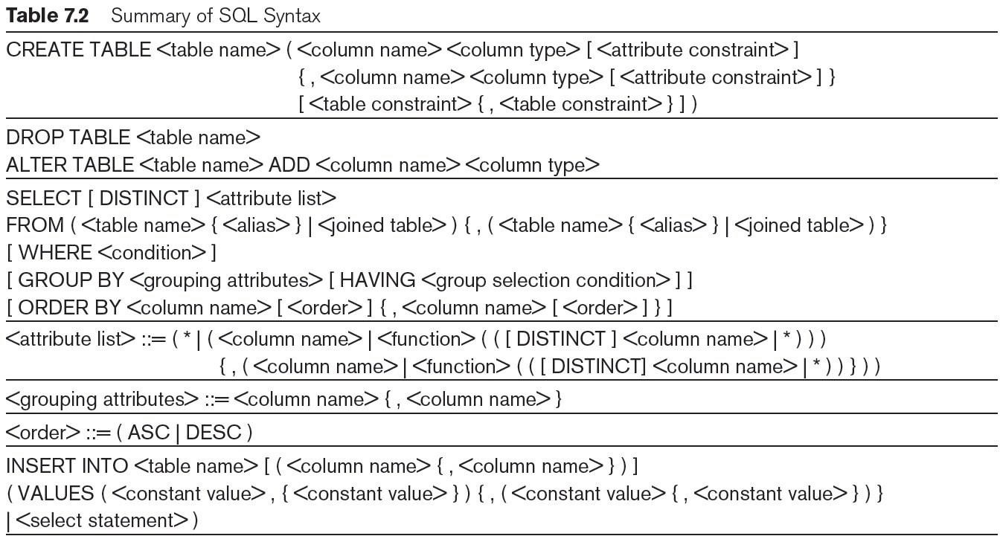 Table 7.2 Summary of SQL Syntax
CREATE TABLE <table name> ( <column name> <column type> [ <attribute constraint> ]
{ , <column name> <column type> [ <attribute constraint> ] }
[ <table constraint> { , <table constraint> } ] )
DROP TABLE <table name>
ALTER TABLE <table name> ADD <column name> <column type>
SELECT [ DISTINCT ] <attribute list>
FROM ( <table name> { <alias> } | <joined table> ) { , ( <table name> { <alias> } | <joined table> ) }
[ WHERE <condition> ]
[ GROUP BY <grouping attributes> [ HAVING <group selection condition> ] ]
[ ORDER BY <column name> [ <order> ] { , <column name> [ <order> ] } ]
<attribute list> ::= ( * | ( <column name> | <function> ( ( [ DISTINCT ] <column name> | * ) ) )
{ , ( <column name> | <function> ( ( [ DISTINCT] <column name> | * ) ) } ) )
<grouping attributes> ::= <column name> { , <column name> }
<order> ::= ( ASC | DESC )
INSERT INTO <table name> [ ( <column name> { , <column name> } ) ]
( VALUES ( <constant value> , { <constant value> } ) { , ( <constant value> { , <constant value> } ) }
| <select statement> )